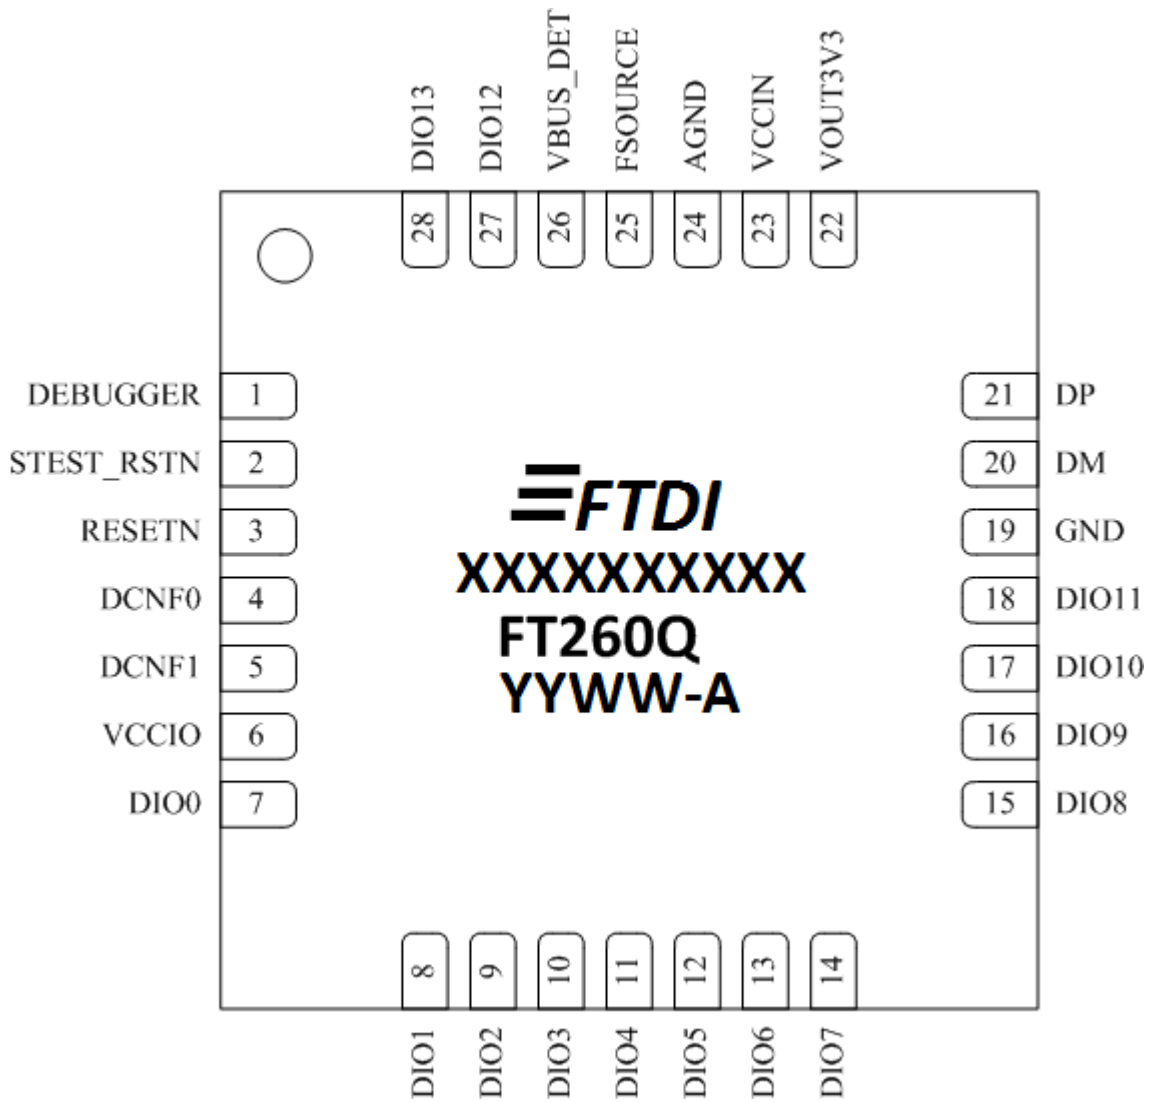 DIO13
DIO12
VBUS_DET
FSOURCE
AGND
VCCIN
VOUT3V3
28
27
26
25
24
23
22
DEBUGGER 1
STEST_RSTN 2
RESETN 3
DCNF0 4
DCNF1 5
VCCIO 6
DIO0 7
FTDI
XXXXXXXXXX
FT260Q
YYWW-A
21 DP
20 DM
19 GND
18 DIO11
17 DIO10
16 DIO9
15 DIO8
8
9
10
11
12
13
14
DIO1
DIO2
DIO3
DIO4
DIO5
DIO6
DIO7